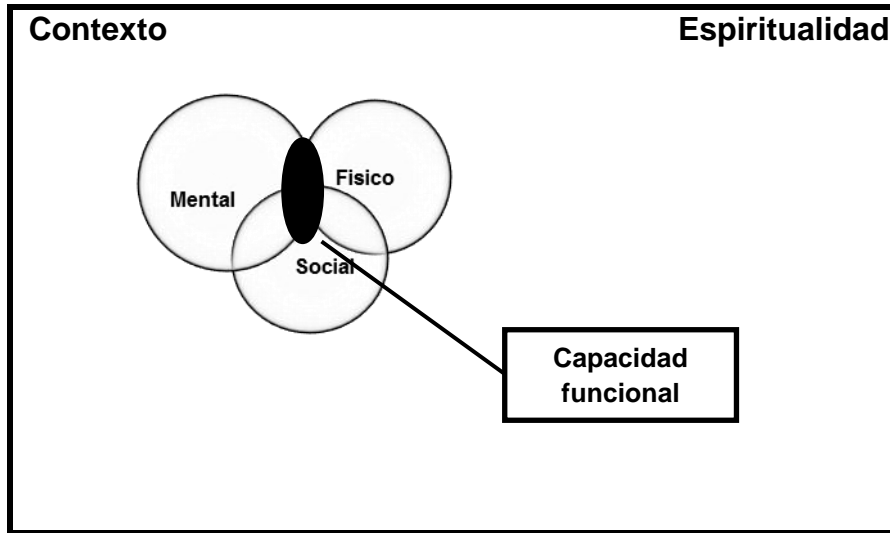 Contexto
Espiritualidad
Fisico
Mental
Social
Capacidad
funcional